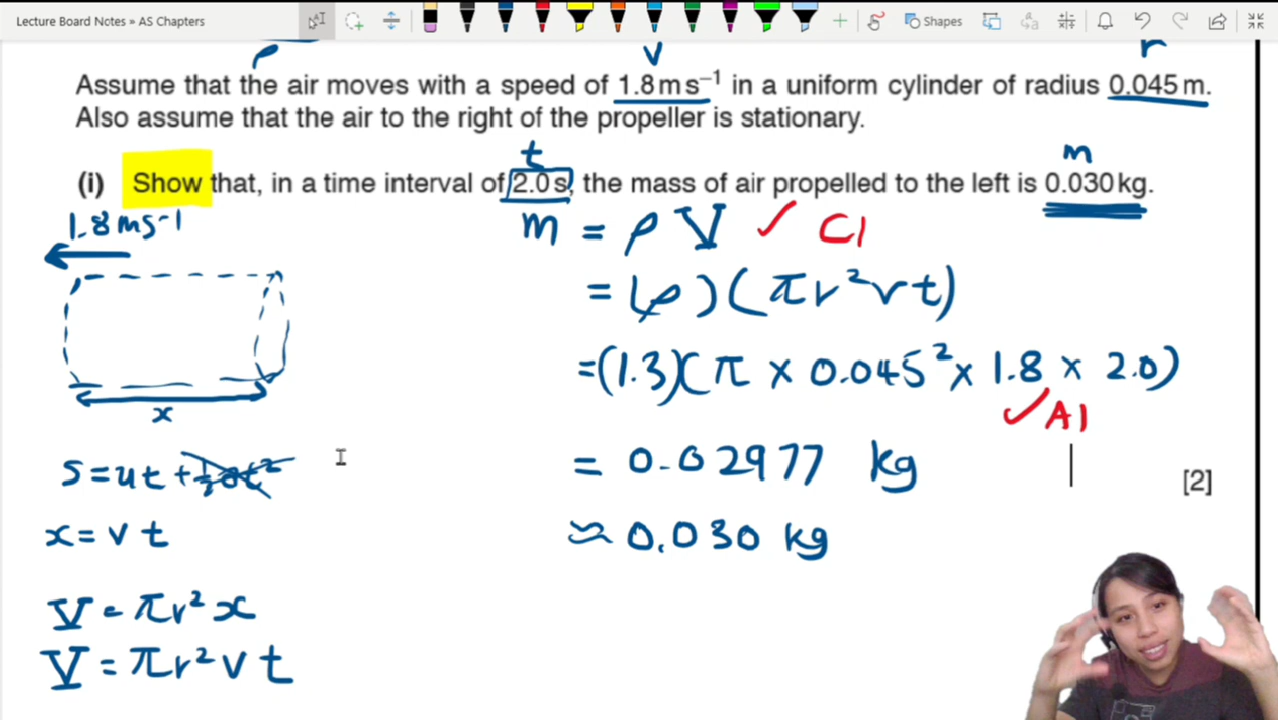 Lecture Board Notes » AS Chapters
Shapes
ρ v r
Assume that the air moves with a speed of 1.8 m s⁻¹ in a uniform cylinder of radius 0.045 m.
Also assume that the air to the right of the propeller is stationary.
t m
(i) Show that, in a time interval of 2.0 s, the mass of air propelled to the left is 0.030 kg.
1.8 ms-1
m = ρ V ✓ C1
= (ρ)(πr²vt)
=(1.3)(π × 0.045² × 1.8 × 2.0)
x
✓A1
s=ut+½at²
= 0.02977 kg
[2]
x= v t
≈ 0.030 kg
V = πr² x
V = πr² v t